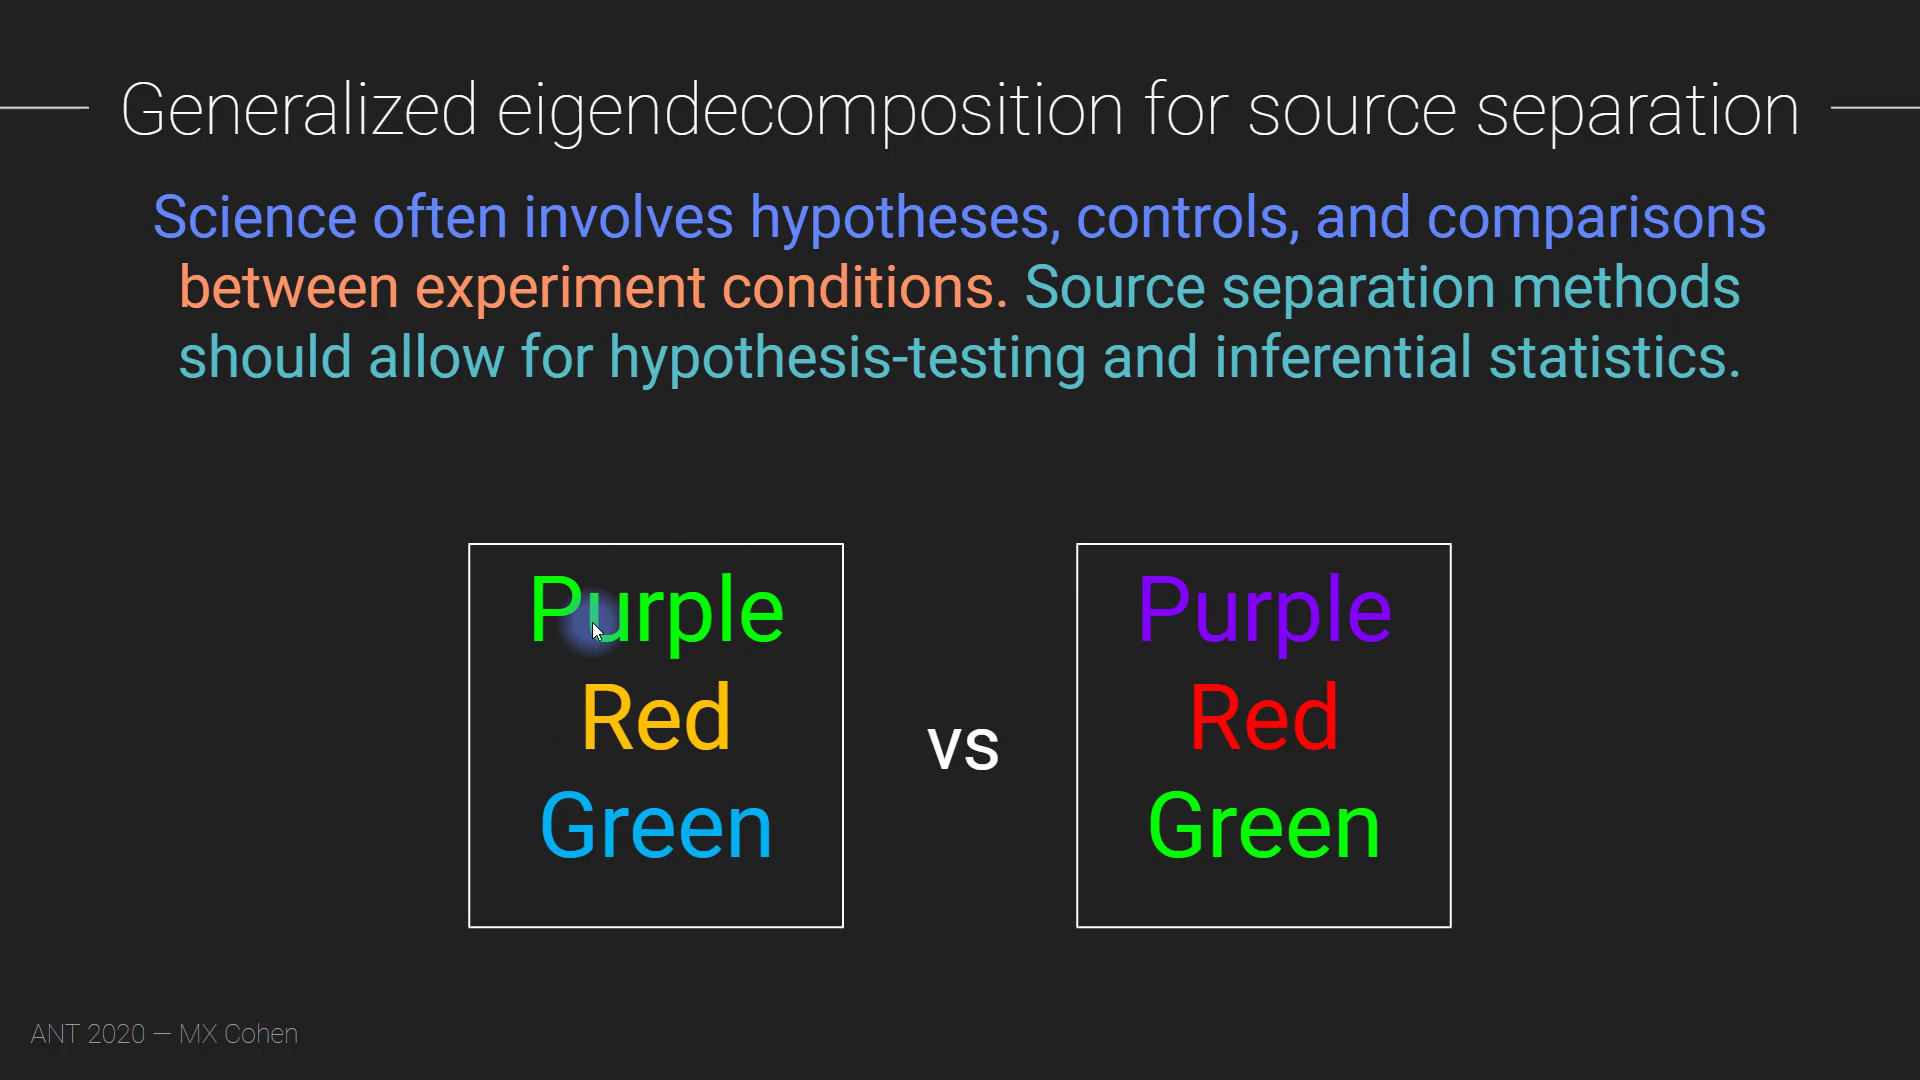 Generalized eigendecomposition for source separation
Science often involves hypotheses, controls, and comparisons
between experiment conditions. Source separation methods
should allow for hypothesis-testing and inferential statistics.
Purple
Red
Green
vs
Purple
Red
Green
ANT 2020 — MX Cohen